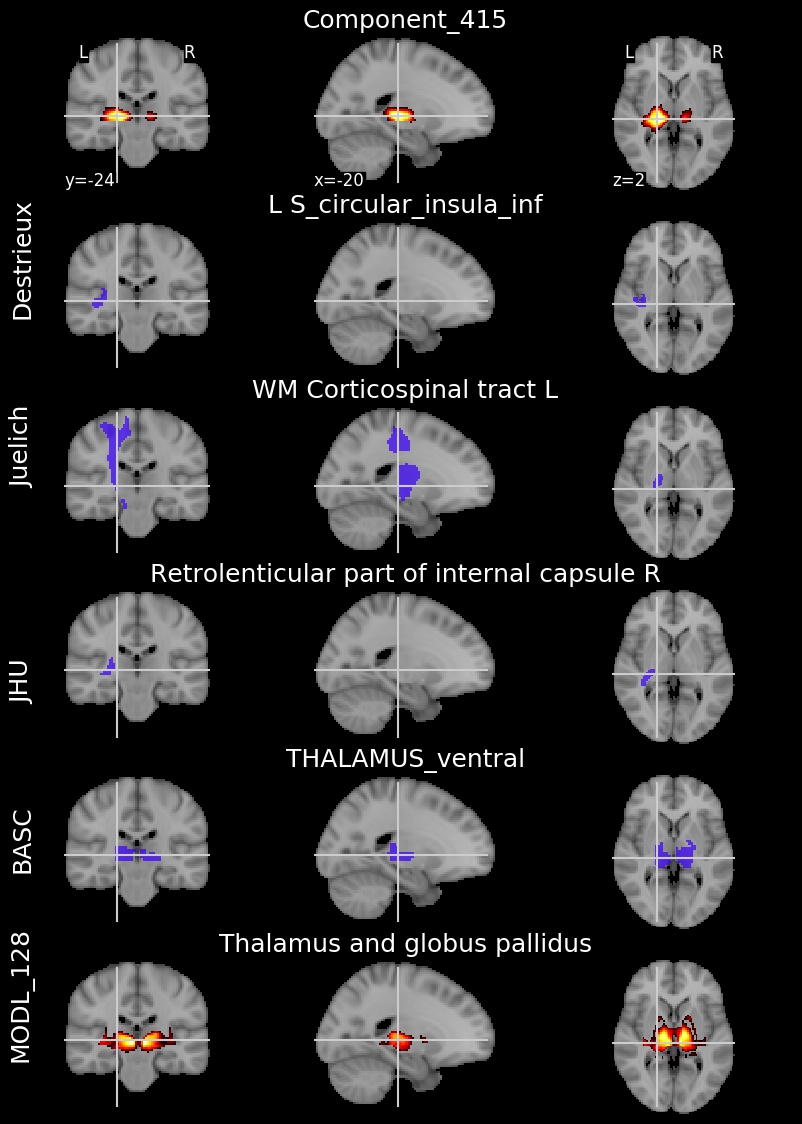 Component_415
L R L R
y=-24 x=-20 z=2
Destrieux
L S_circular_insula_inf
Juelich
WM Corticospinal tract L
JHU
Retrolenticular part of internal capsule R
BASC
THALAMUS_ventral
MODL_128
Thalamus and globus pallidus